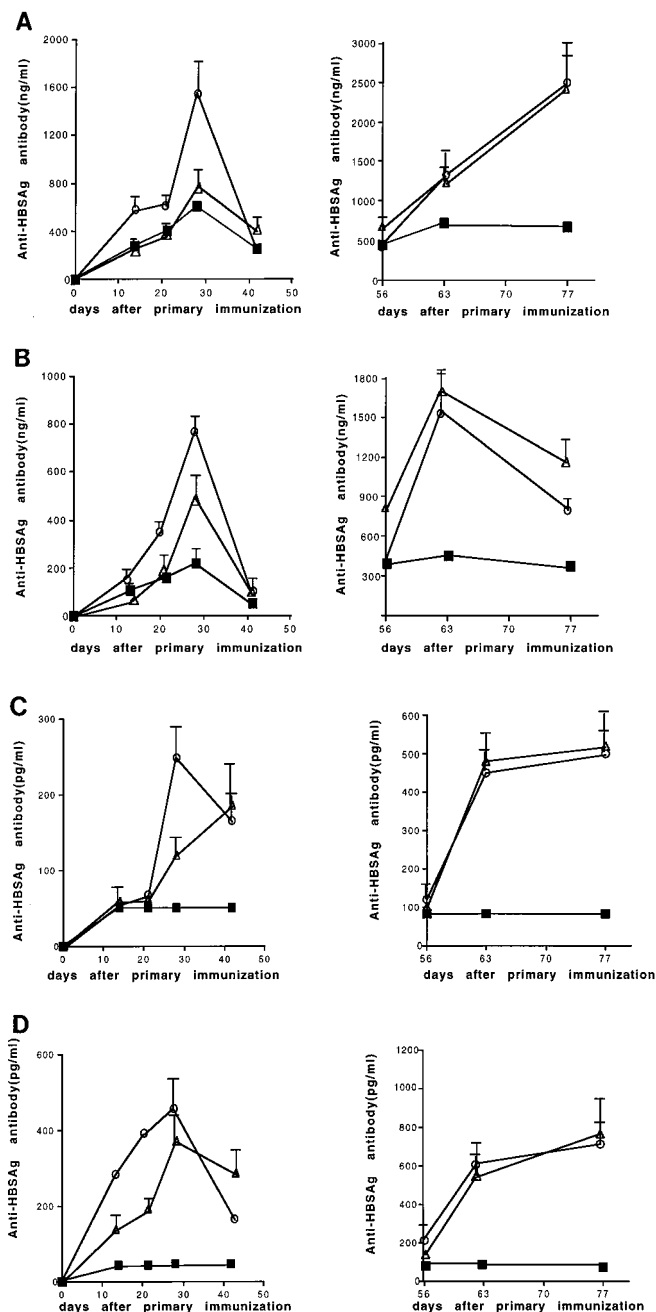 A
Anti-HBSAg antibody(ng/ml)
2000
1600
1200
800
400
0
0 10 20 30 40 50
days after primary immunization
Anti-HBSAg antibody(ng/ml)
3000
2500
2000
1500
1000
500
0
56 63 70 77
days after primary immunization
B
Anti-HBSAg antibody(ng/ml)
1000
800
600
400
200
0
0 10 20 30 40 50
days after primary immunization
Anti-HBSAg antibody(ng/ml)
1800
1500
1200
900
600
300
56 63 70 77
days after primary immunization
C
Anti-HBSAg antibody(pg/ml)
300
200
100
0
0 10 20 30 40 50
days after primary immunization
Anti-HBSAg antibody(pg/ml)
600
500
400
300
200
100
0
56 63 70 77
days after primary immunization
D
Anti-HBSAg antibody(pg/ml)
600
400
200
0
0 10 20 30 40 50
days after primary immunization
Anti-HBSAg antibody(pg/ml)
1200
1000
800
600
400
200
0
56 63 70 77
days after primary immunization